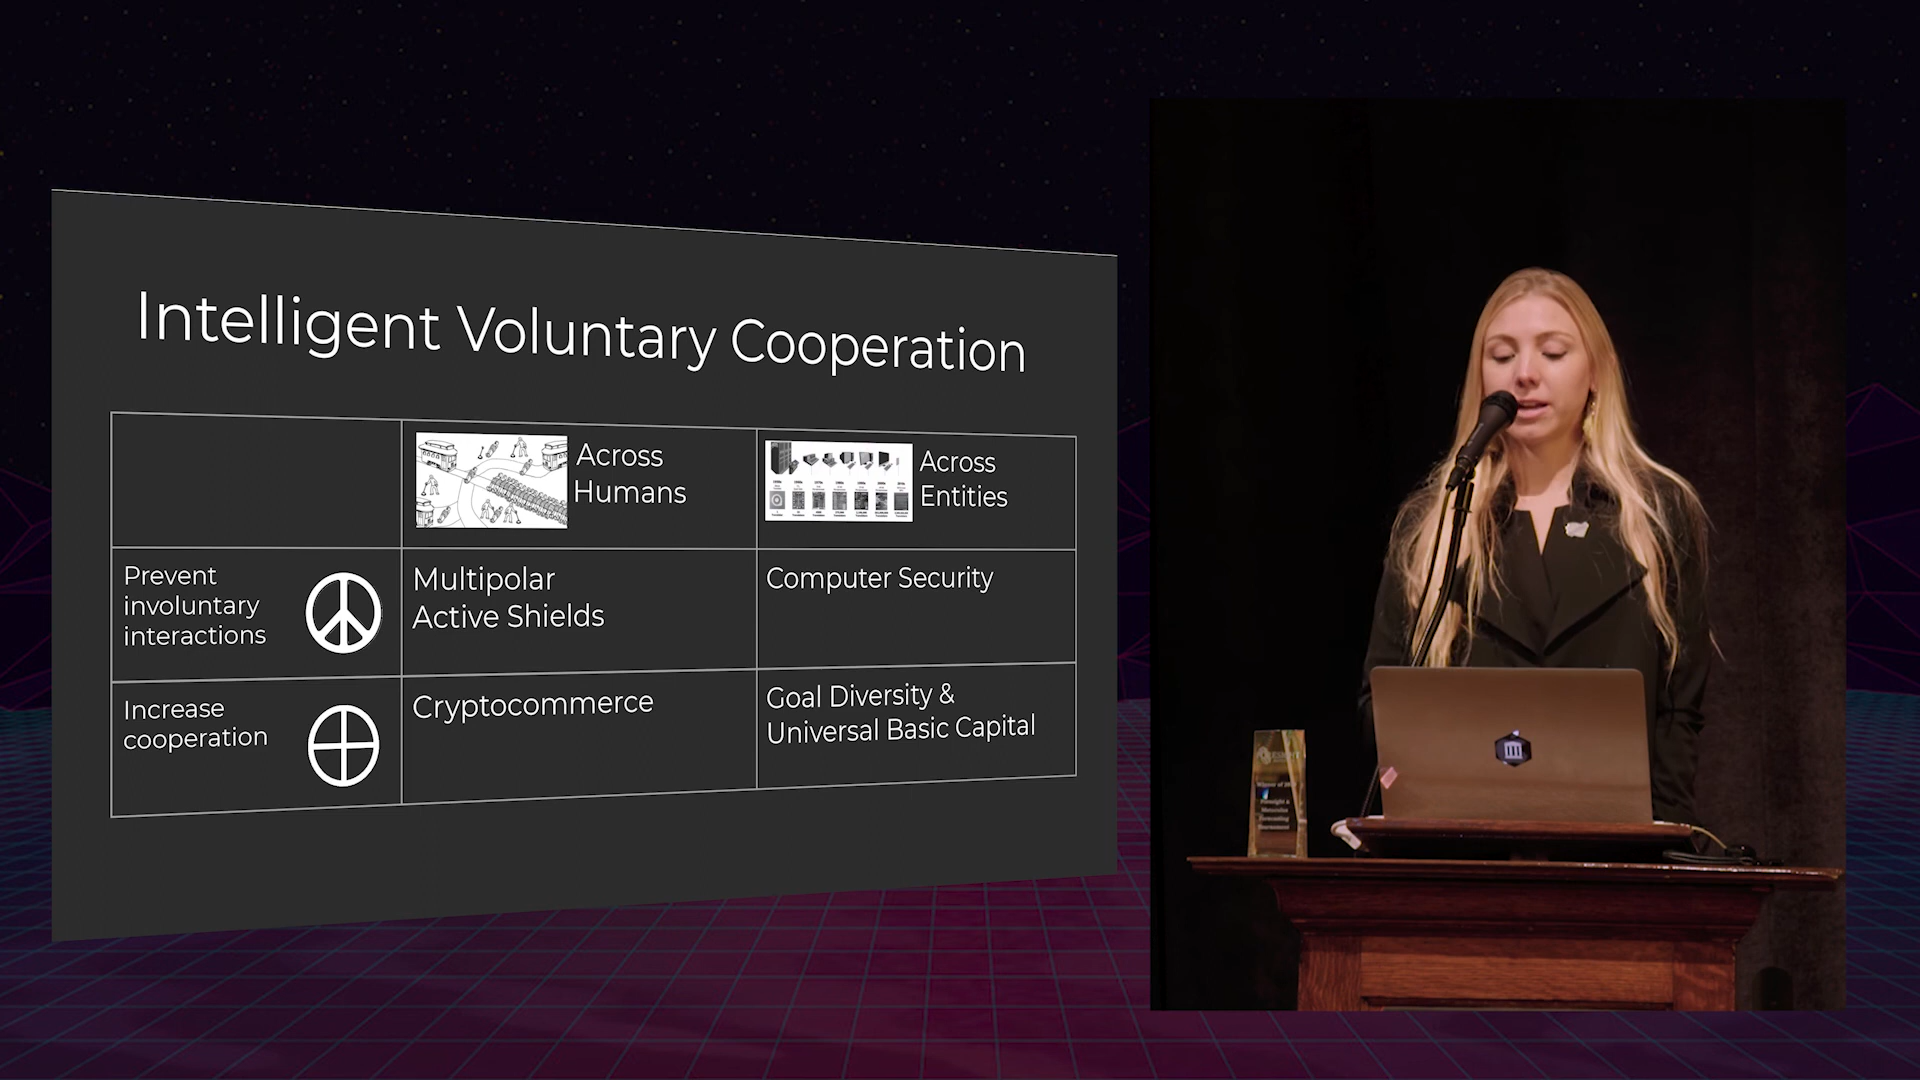 Intelligent Voluntary Cooperation
Across
Humans
Across
Entities
Prevent
involuntary
interactions
Multipolar
Active Shields
Computer Security
Increase
cooperation
Cryptocommerce
Goal Diversity &
Universal Basic Capital